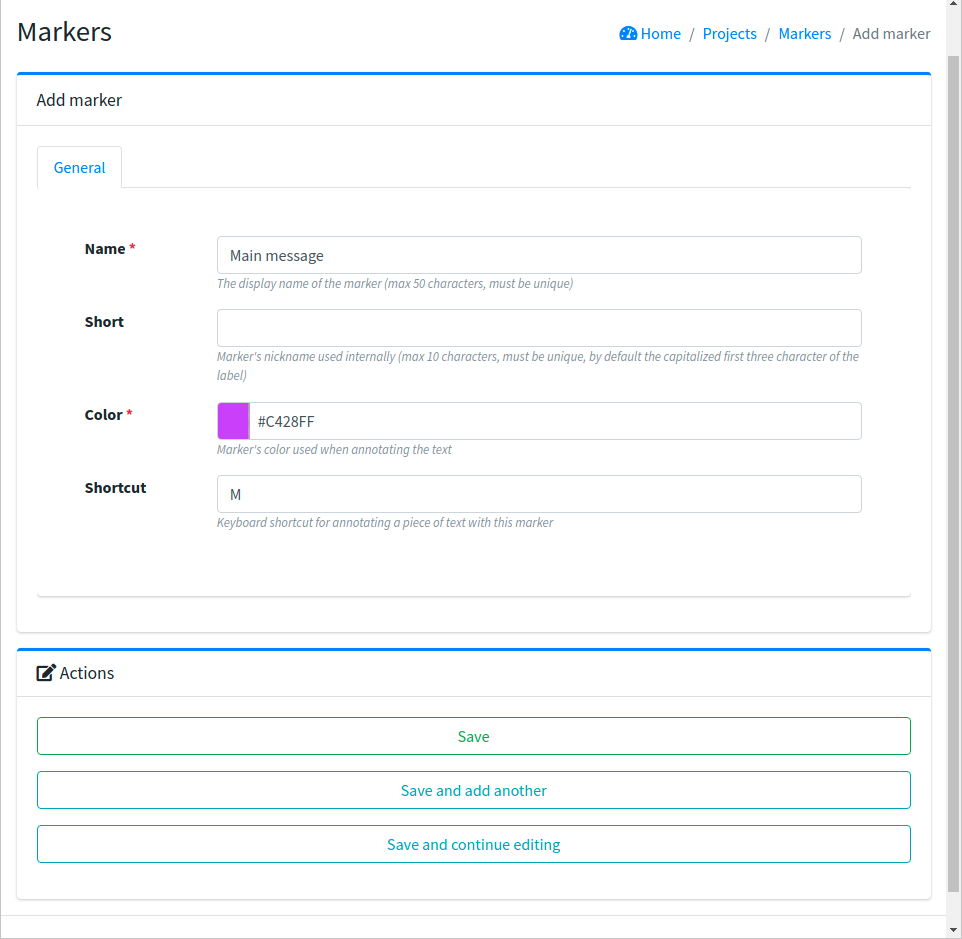 Markers
Home / Projects / Markers / Add marker
Add marker
General
Name *
Main message
The display name of the marker (max 50 characters, must be unique)
Short
Marker's nickname used internally (max 10 characters, must be unique, by default the capitalized first three character of the
label)
Color *
#C428FF
Marker's color used when annotating the text
Shortcut
M
Keyboard shortcut for annotating a piece of text with this marker
Actions
Save
Save and add another
Save and continue editing